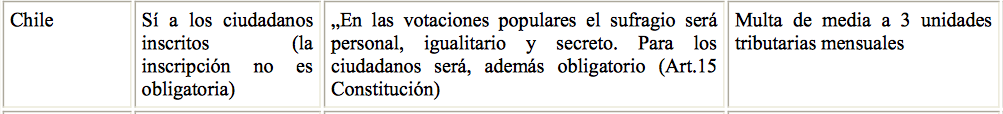 Chile
Sí a los ciudadanos
inscritos (la
inscripción no es
obligatoria)
„En las votaciones populares el sufragio será
personal, igualitario y secreto. Para los
ciudadanos será, además obligatorio (Art.15
Constitución)
Multa de media a 3 unidades
tributarias mensuales